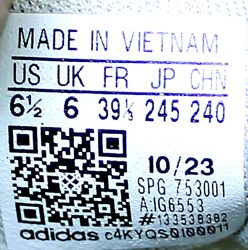 MADE IN VIETNAM
US UK FR JP CHN
6½ 6 39⅓ 245 240
10/23
SPG 753001
A:IG6553
#133538382
adidas c4KYQS0100011